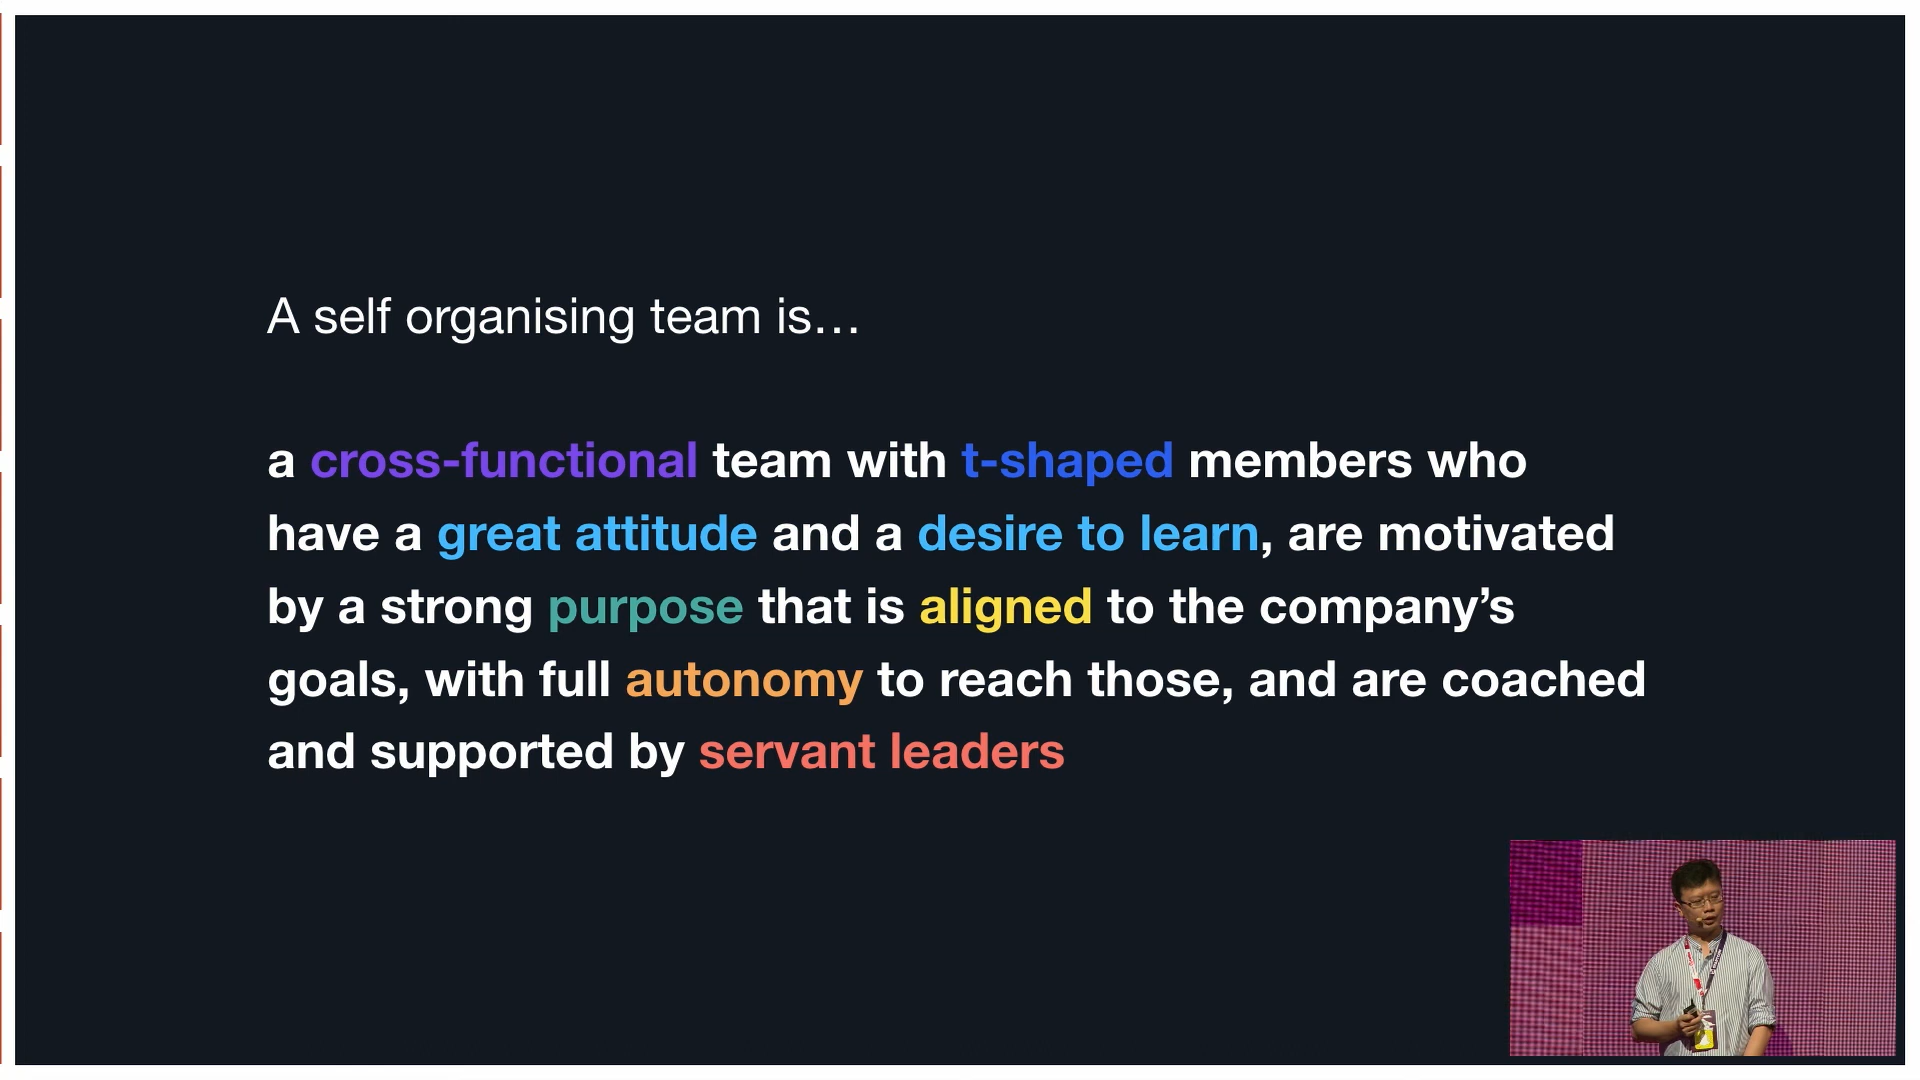 A self organising team is…
a cross-functional team with t-shaped members who
have a great attitude and a desire to learn, are motivated
by a strong purpose that is aligned to the company’s
goals, with full autonomy to reach those, and are coached
and supported by servant leaders